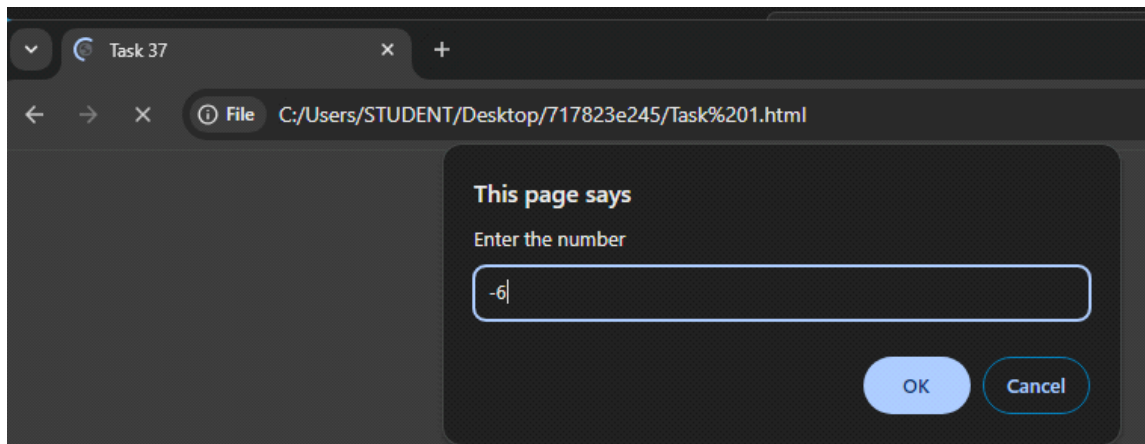 Task 37
File C:/Users/STUDENT/Desktop/717823e245/Task%201.html
This page says
Enter the number
-6
OK Cancel